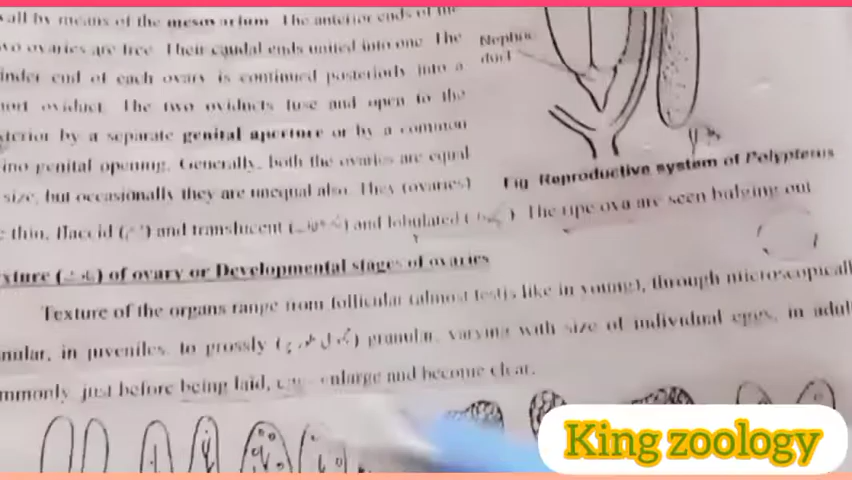 wall by means of the mesovarium. The anterior ends of the
two ovaries are free. Their caudal ends united into one. The
hinder end of each ovary is continued posteriorly into a
short oviduct. The two oviducts fuse and open to the
exterior by a separate genital aperture or by a common
urino genital opening. Generally, both the ovaries are equal
size, but occasionally they are unequal also. They (ovaries)
thin, flaccid ( ) and translucent ( ) and lobulated ( ). The ripe ova are seen bulging out
Nephric
duct
Fig Reproductive system of Polypterus
Texture ( ) of ovary or Developmental stages of ovaries
Texture of the organs range from follicular (almost testis like in young), through microscopically
granular, in juveniles, to grossly ( ) granular, varying with size of individual eggs, in adult
commonly just before being laid, enlarge and become clear.
King zoology